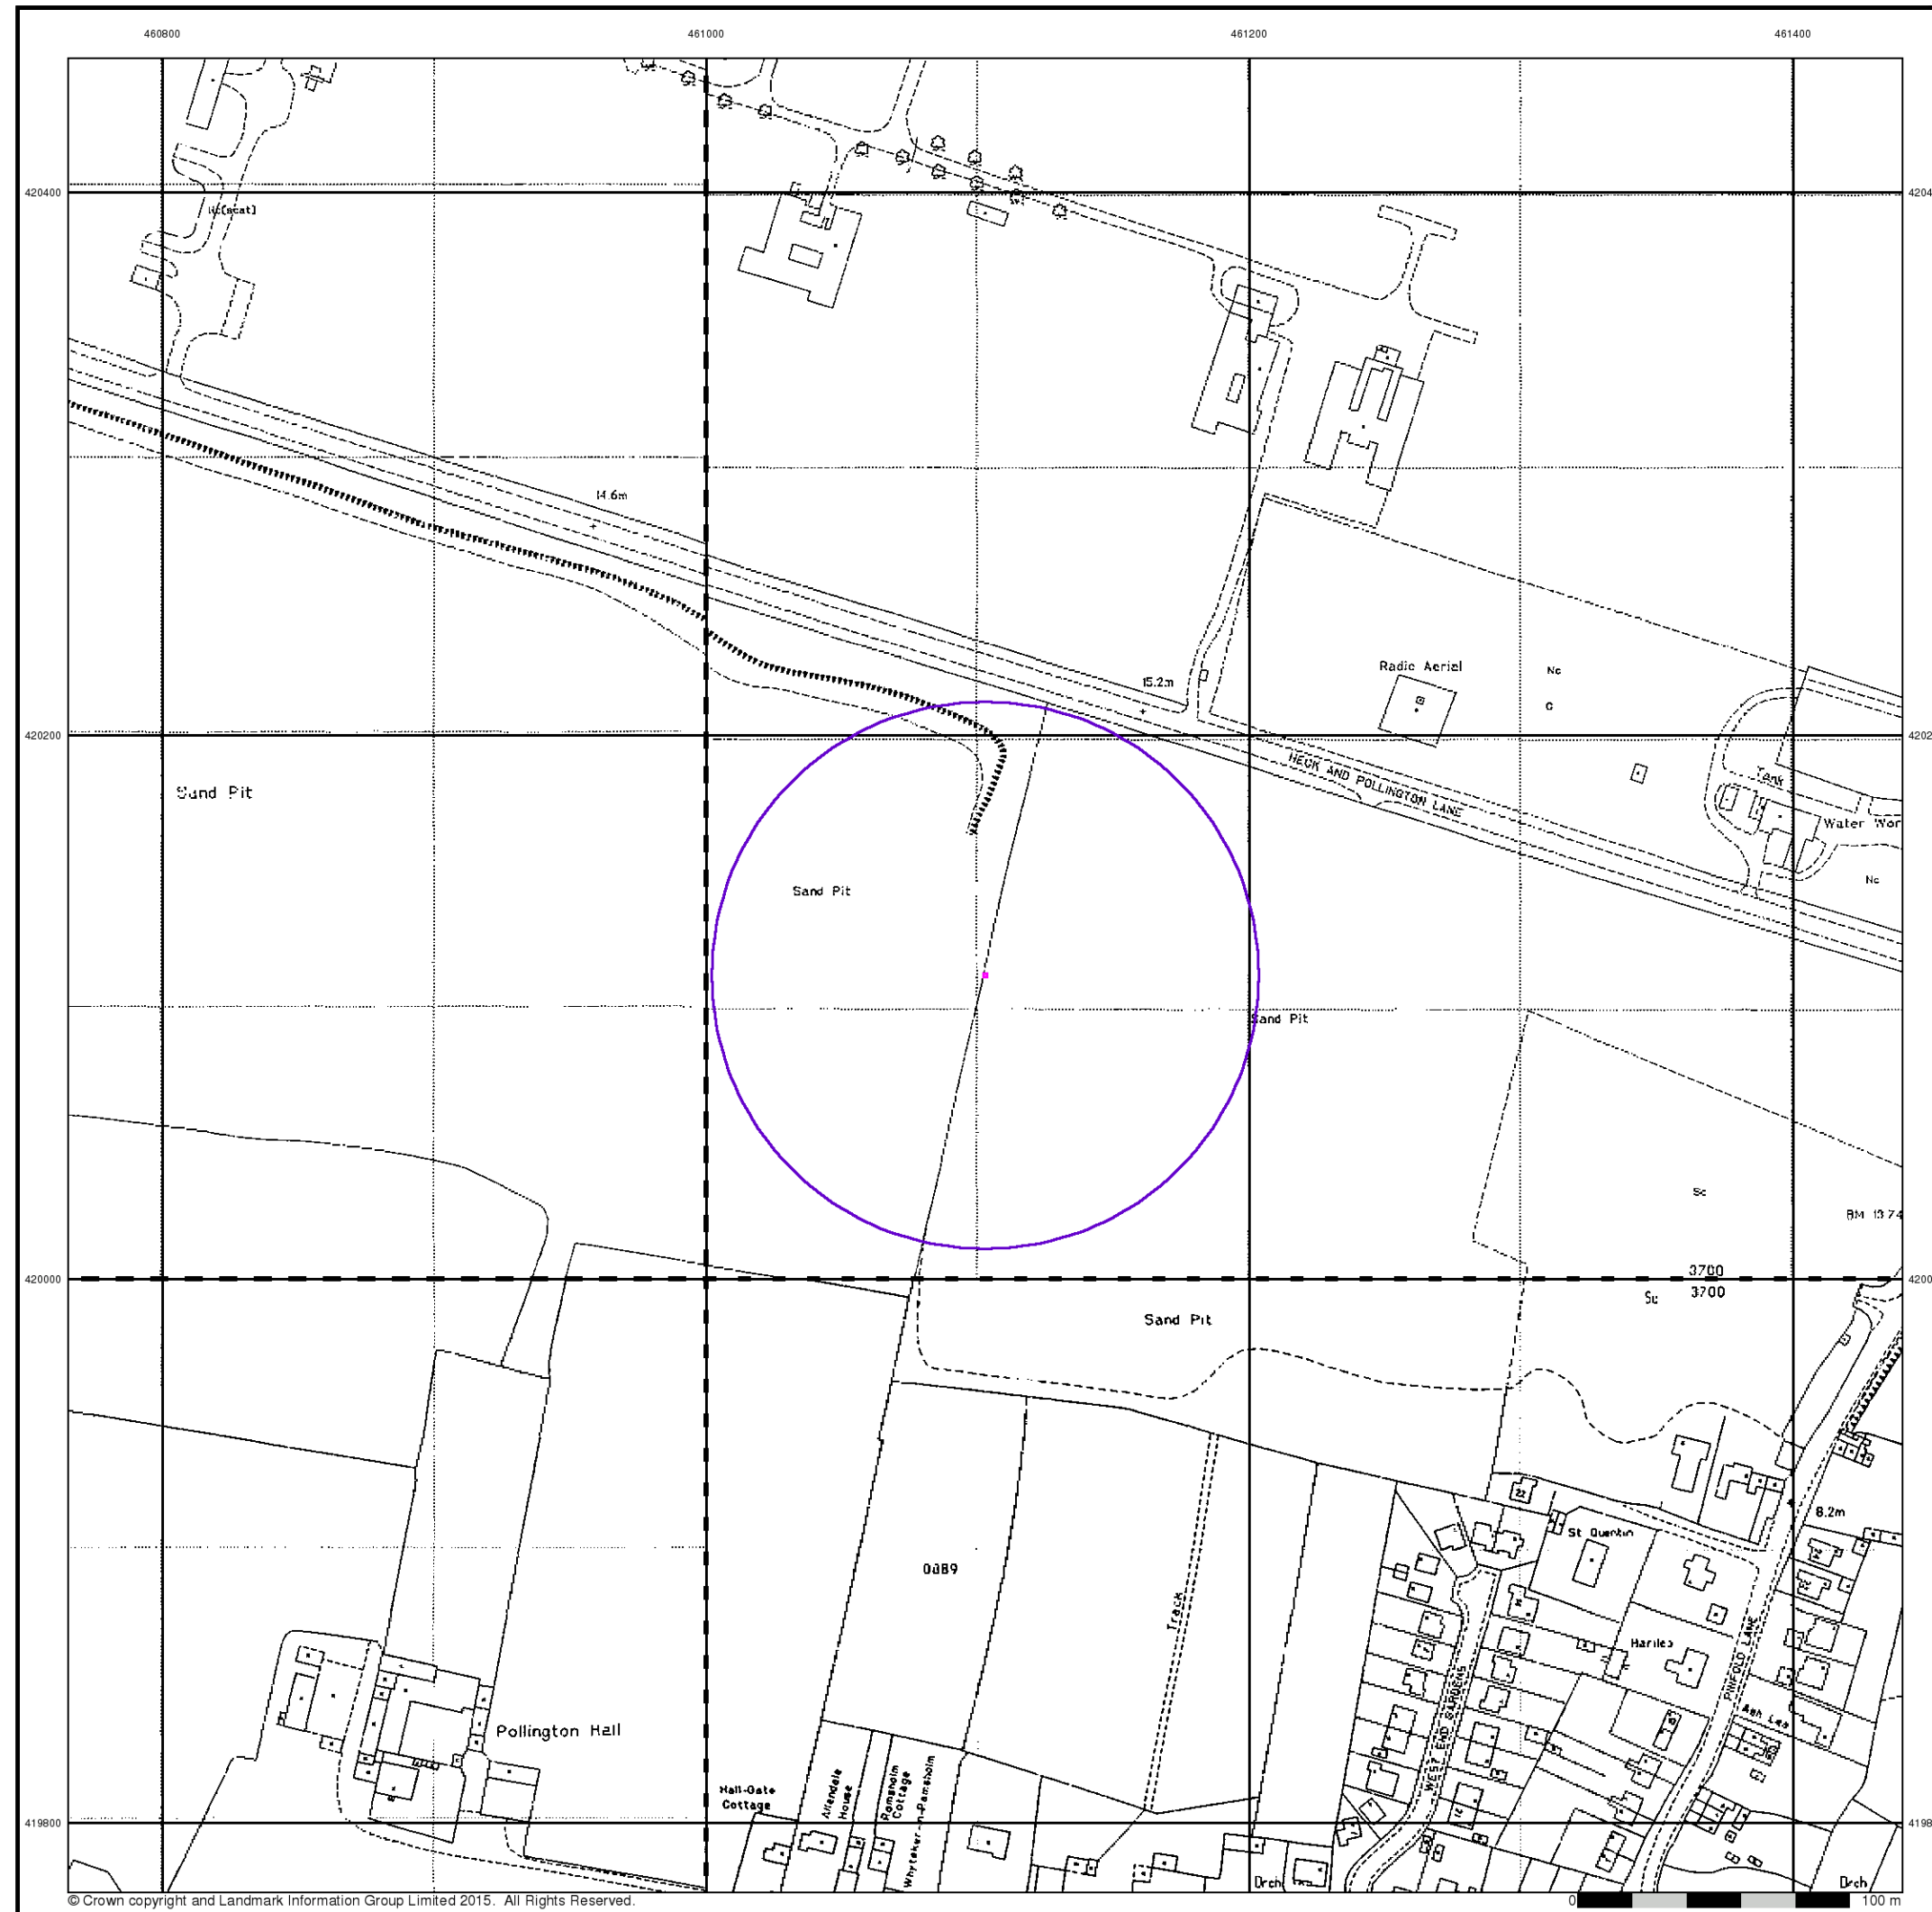 460800 461000 461200 461400
420400
14.6m
Radio Aerial
Nc
G
15.2m
420200
HECK AND POLLINGTON LANE
Tank
Sand Pit
Water Wor
Nc
Sand Pit
Sand Pit
Sc
BM 13.74
3700
420000
3700
Sand Pit
8.2m
22
St Quentin
Track
PINFOLD LANE
WEST END GARDENS
Ash Lea
Pollington Hall
Hall-Gate
Cottage
Allendale
House
Ramsholm
Cottage
419800
Orch
Orch
© Crown copyright and Landmark Information Group Limited 2015. All Rights Reserved.
0 100 m